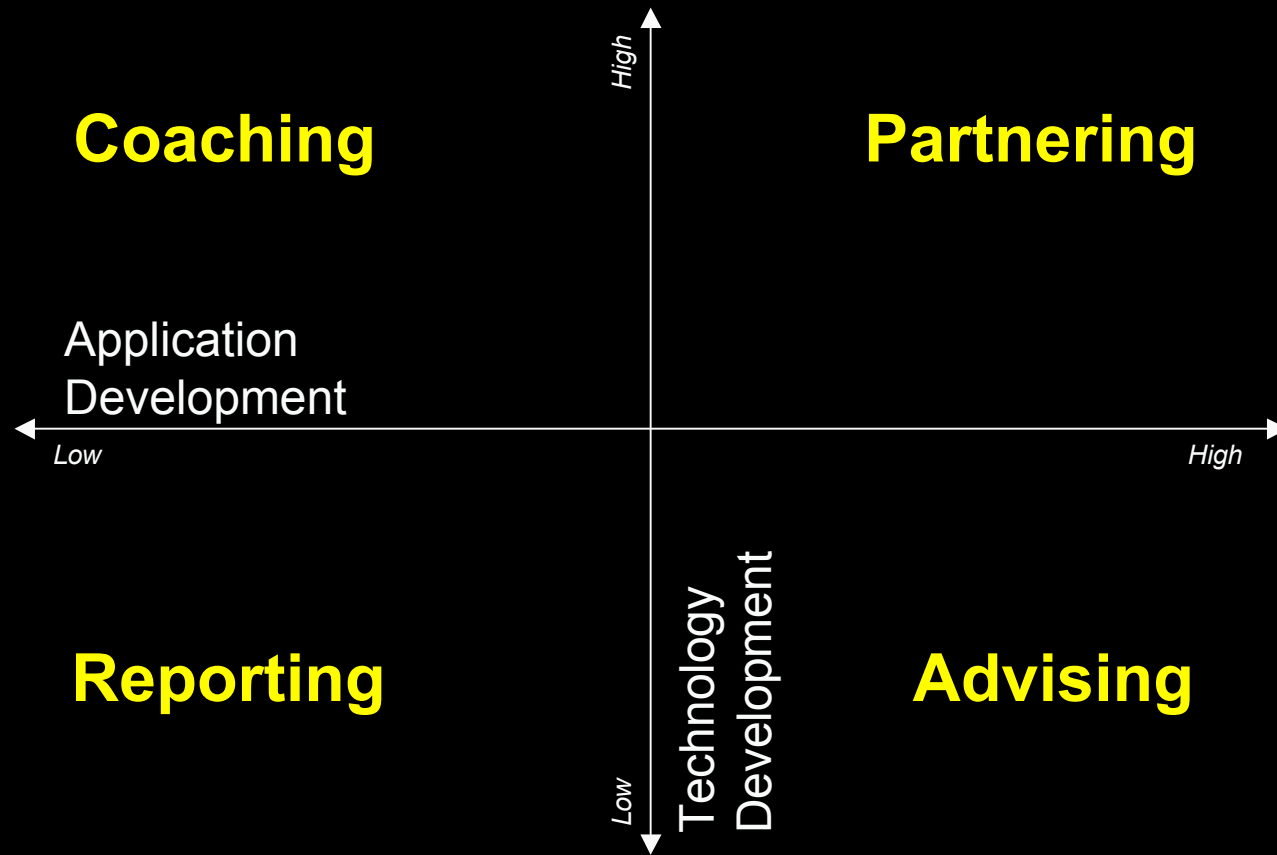 High
Coaching
Partnering
Application
Development
Low
High
Technology
Development
Reporting
Advising
Low